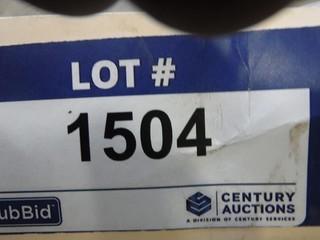 LOT #
1504
ubBid
CENTURY
AUCTIONS
A DIVISION OF CENTURY SERVICES